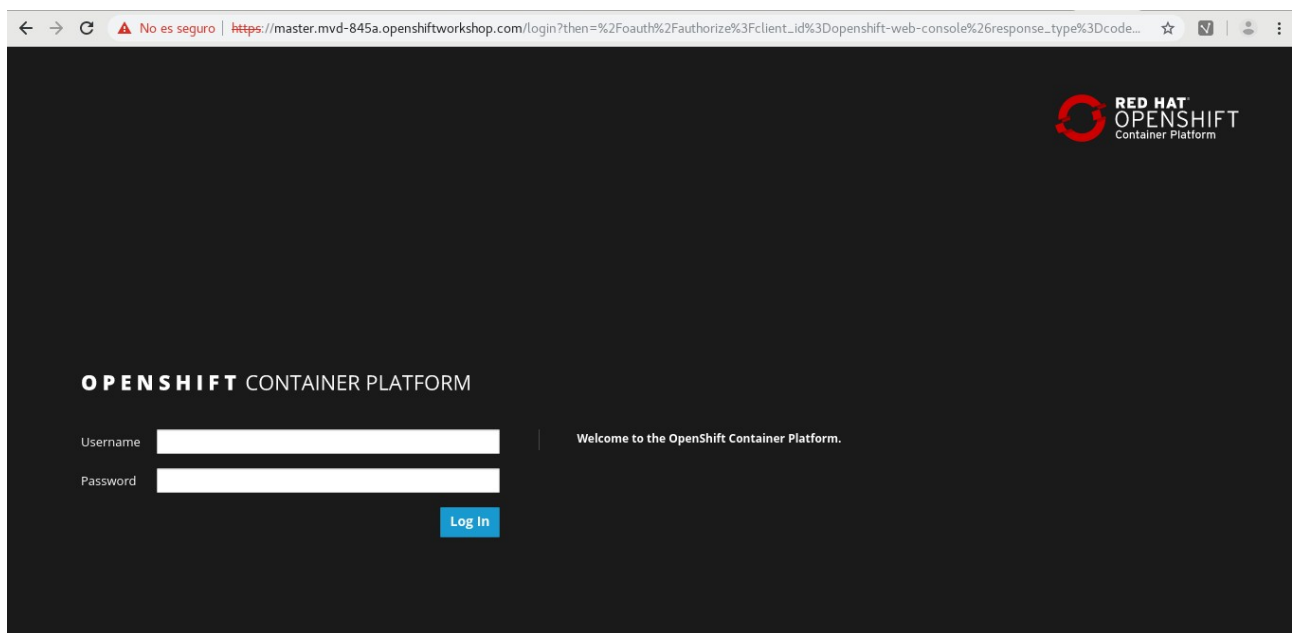 No es seguro | https://master.mvd-845a.openshiftworkshop.com/login?then=%2Foauth%2Fauthorize%3Fclient_id%3Dopenshift-web-console%26response_type%3Dcode...
RED HAT
OPENSHIFT
Container Platform
OPENSHIFT CONTAINER PLATFORM
Username
Welcome to the OpenShift Container Platform.
Password
Log In